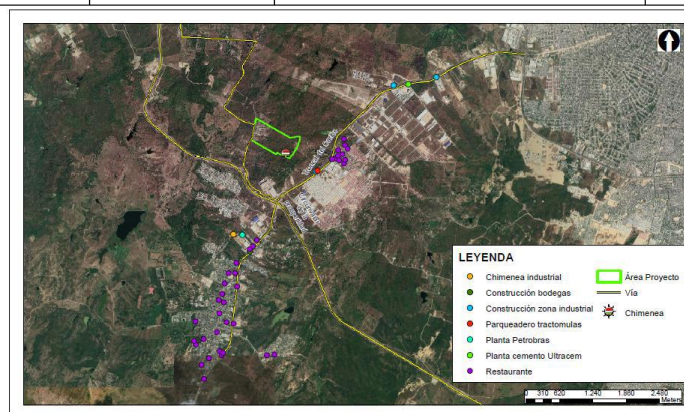 LEYENDA
Chimenea industrial
Construcción bodegas
Construcción zona industrial
Parqueadero tractomulas
Planta Petrobras
Planta cemento Ultracem
Restaurante
Área Proyecto
Vía
Chimenea
0 310 620 1.240 1.860 2.480
Meters